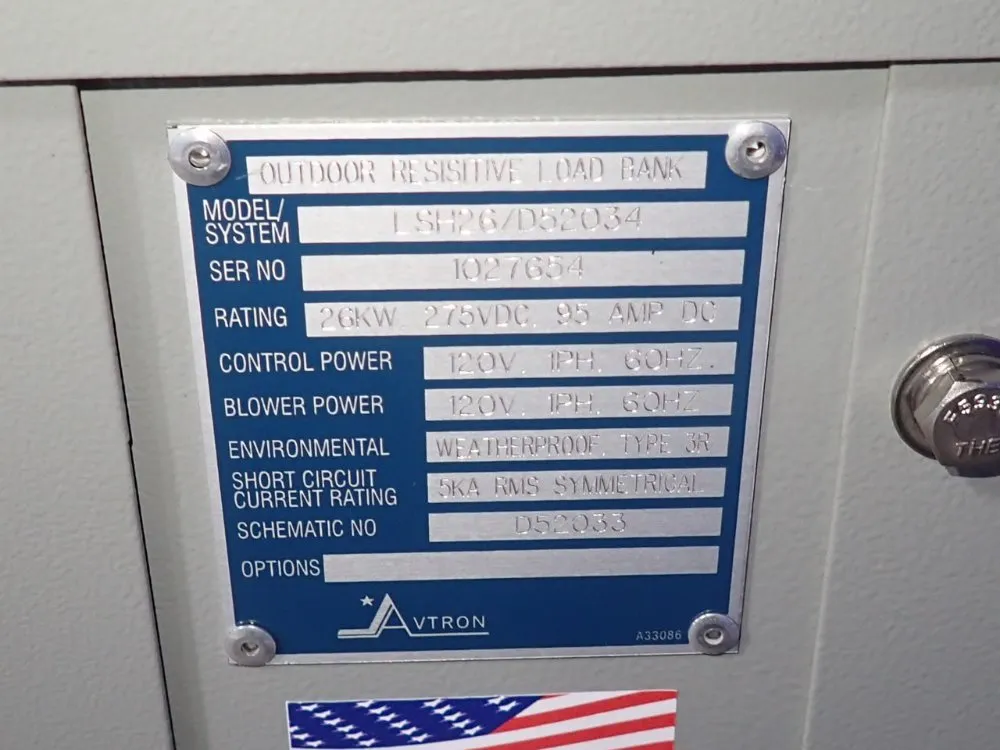 OUTDOOR RESISITIVE LOAD BANK
MODEL/
SYSTEM LSH26/D52034
SER NO 1027654
RATING 26KW, 275VDC, 95 AMP DC
CONTROL POWER 120V, 1PH, 60HZ.
BLOWER POWER 120V, 1PH, 60HZ
ENVIRONMENTAL WEATHERPROOF, TYPE 3R
SHORT CIRCUIT
CURRENT RATING 5KA RMS SYMMETRICAL
SCHEMATIC NO D52033
OPTIONS
AVTRON
A33086
THE